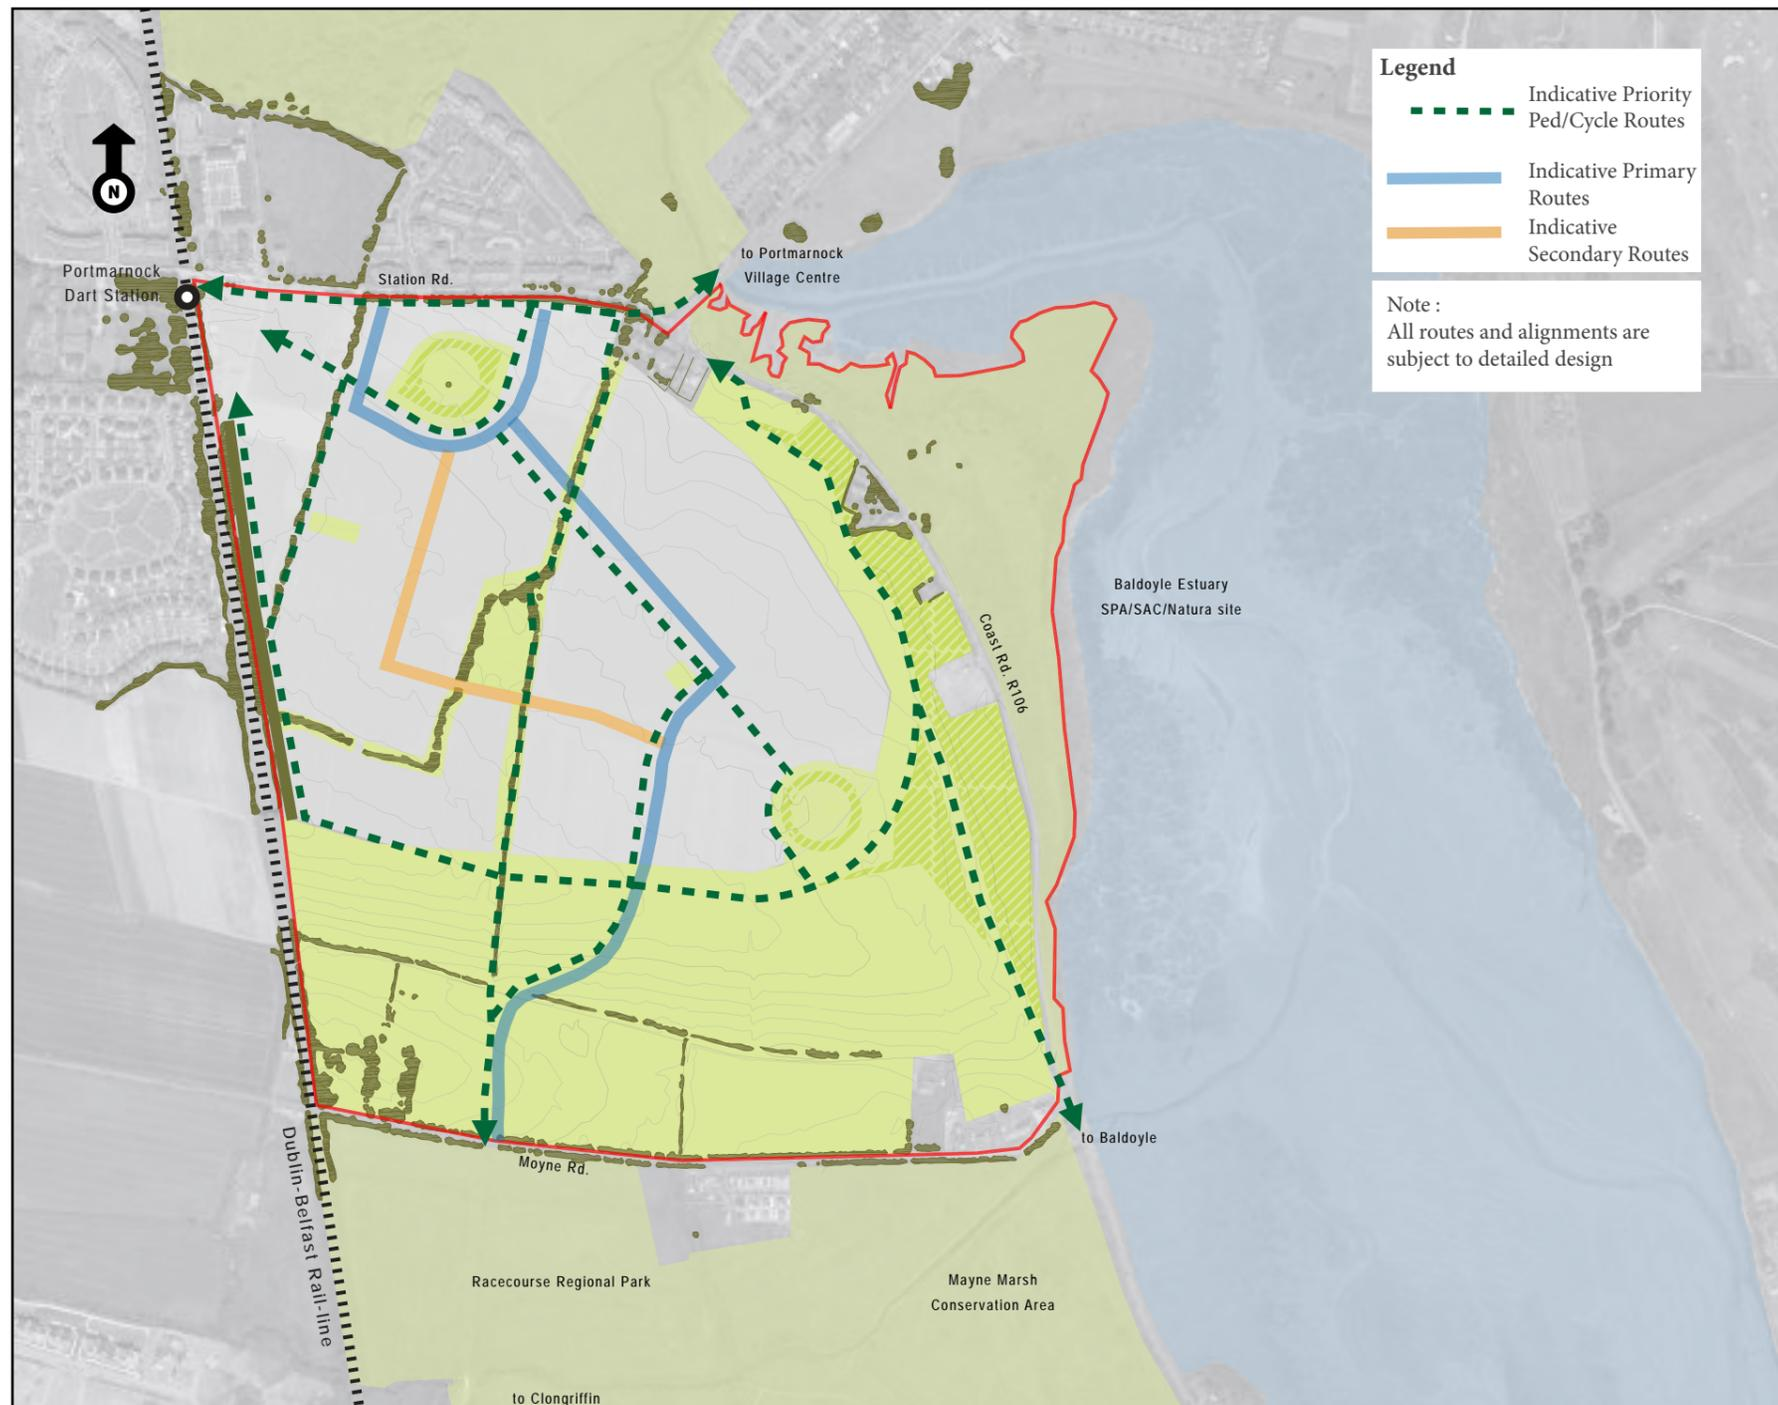 Legend
Indicative Priority
Ped/Cycle Routes
Indicative Primary
Routes
Indicative
Secondary Routes
Note :
All routes and alignments are
subject to detailed design
N
Portmarnock
Dart Station
Station Rd.
to Portmarnock
Village Centre
Baldoyle Estuary
SPA/SAC/Natura site
Coast Rd. R106
to Baldoyle
Moyne Rd.
Dublin-Belfast Rail-line
Racecourse Regional Park
Mayne Marsh
Conservation Area
to Clongriffin